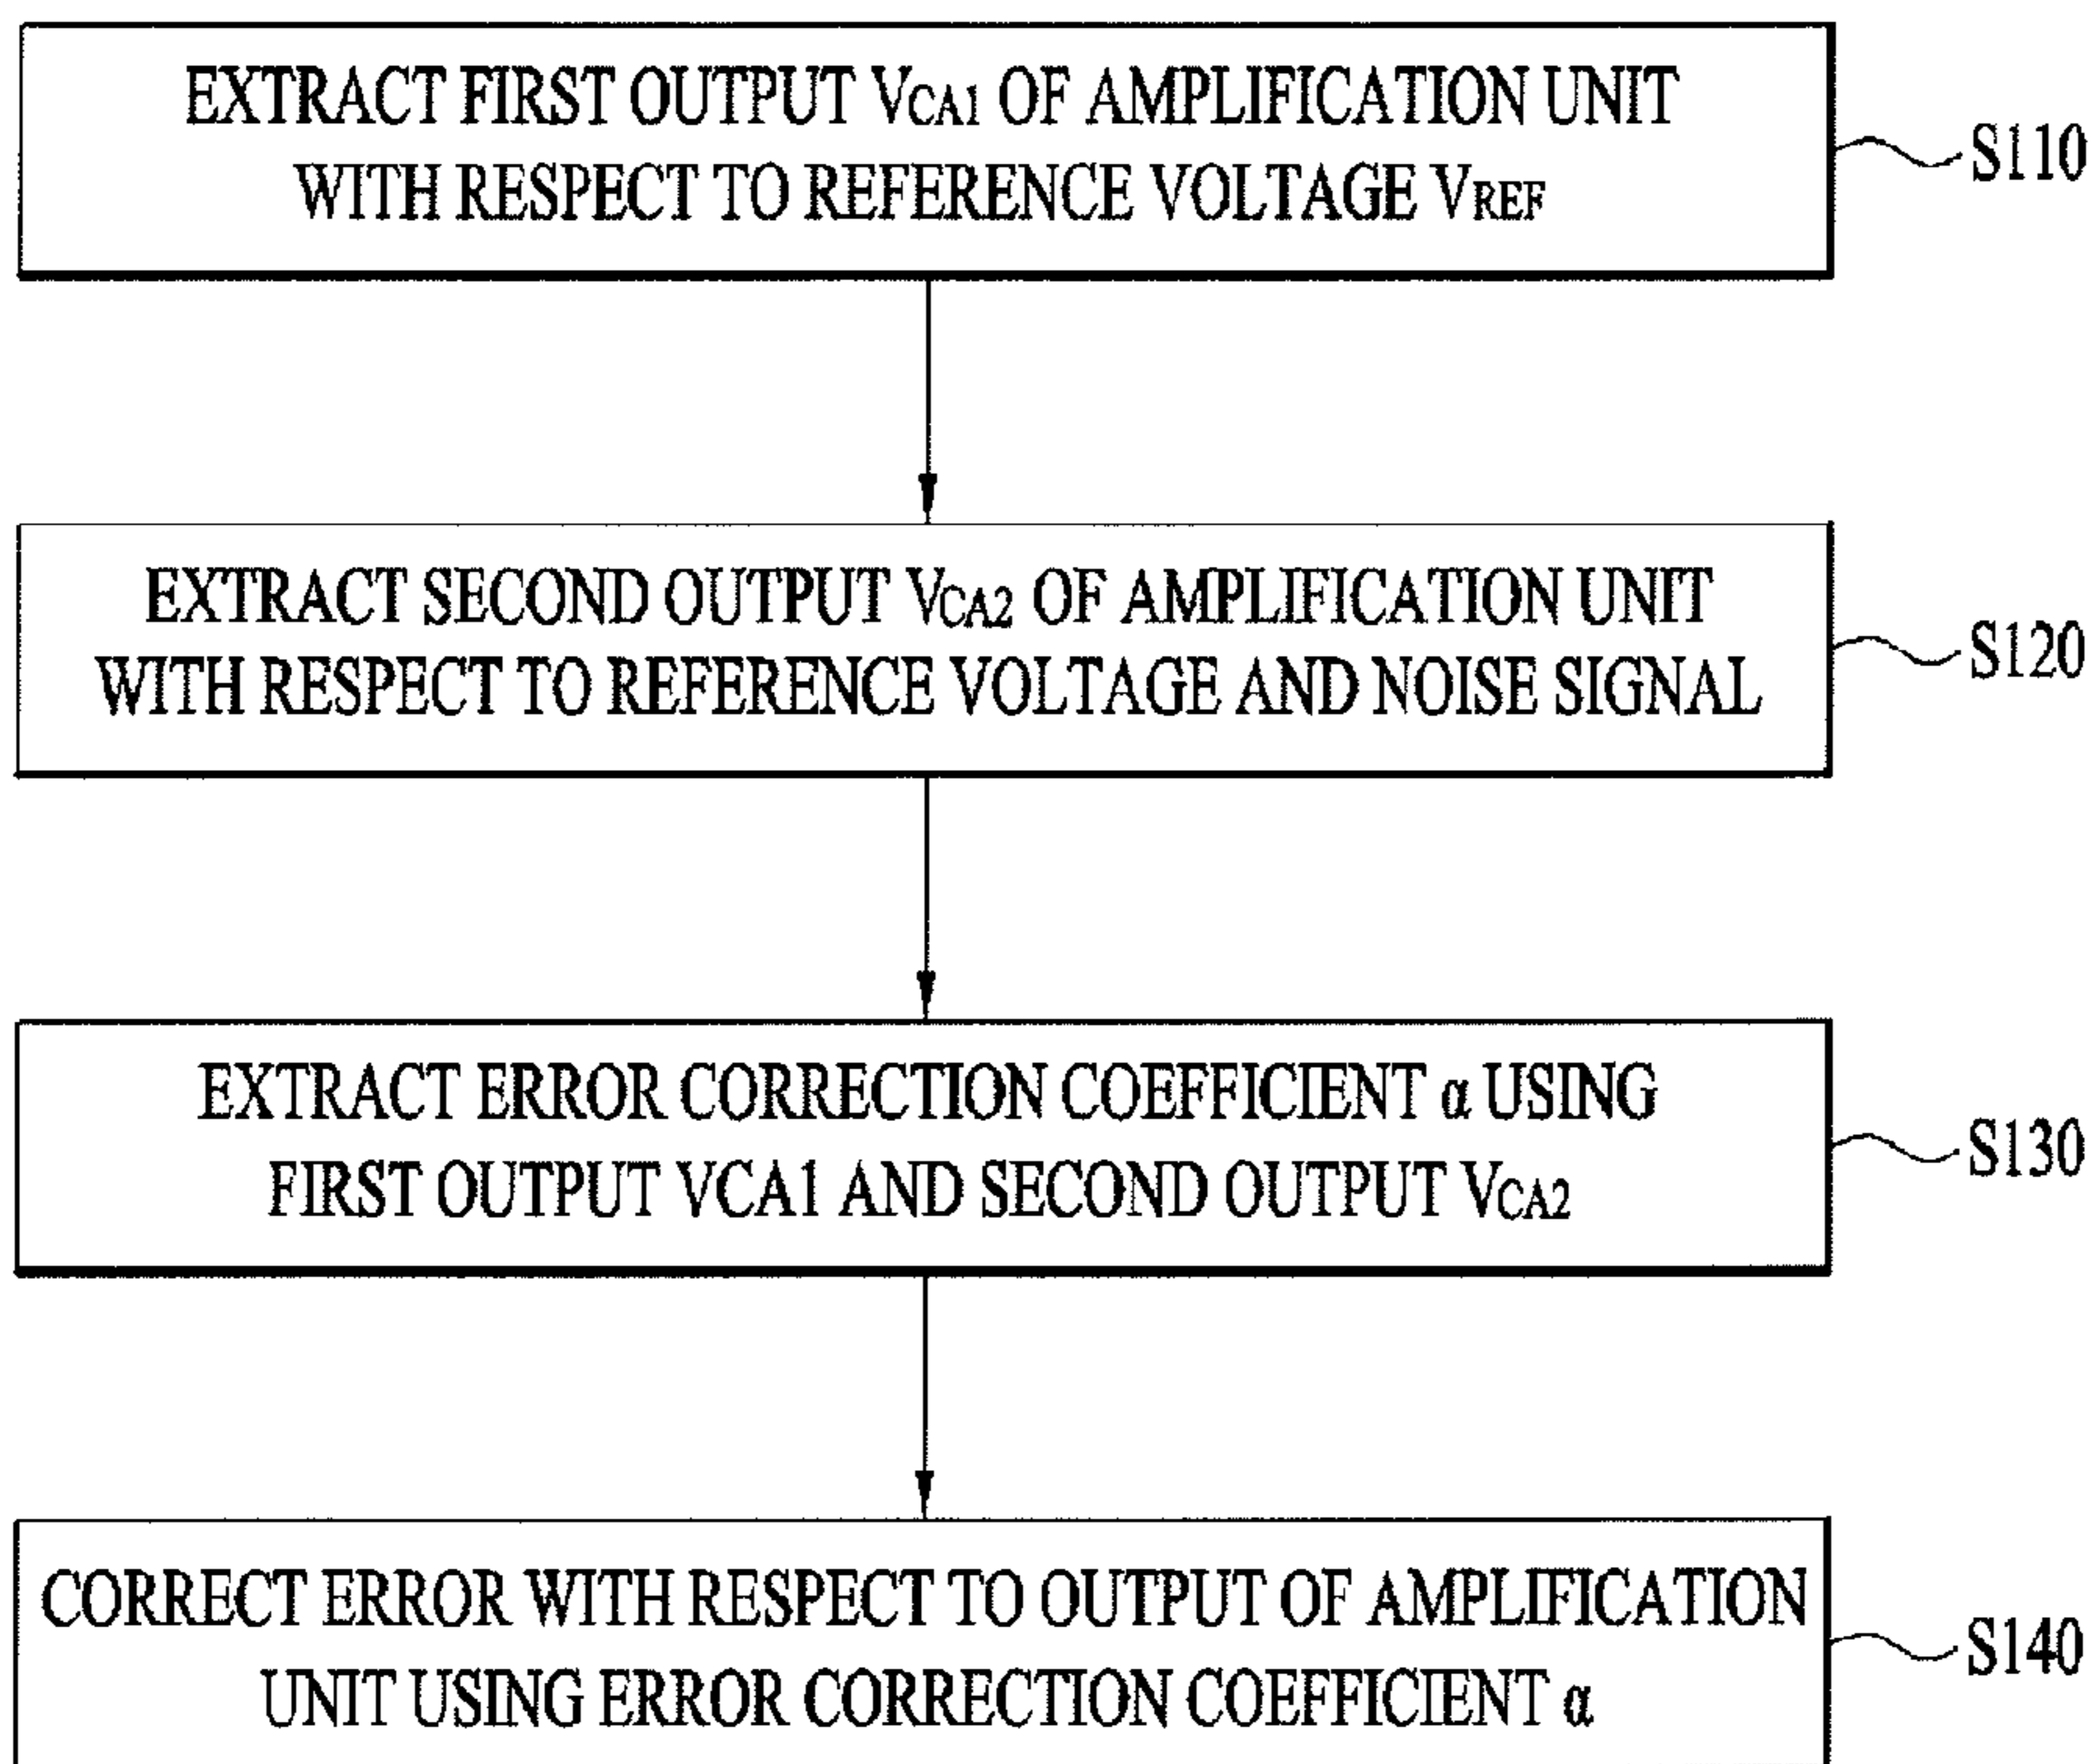 EXTRACT FIRST OUTPUT VCA1 OF AMPLIFICATION UNIT
WITH RESPECT TO REFERENCE VOLTAGE VREF
S110
EXTRACT SECOND OUTPUT VCA2 OF AMPLIFICATION UNIT
WITH RESPECT TO REFERENCE VOLTAGE AND NOISE SIGNAL
S120
EXTRACT ERROR CORRECTION COEFFICIENT α USING
FIRST OUTPUT VCA1 AND SECOND OUTPUT VCA2
S130
CORRECT ERROR WITH RESPECT TO OUTPUT OF AMPLIFICATION
UNIT USING ERROR CORRECTION COEFFICIENT α
S140